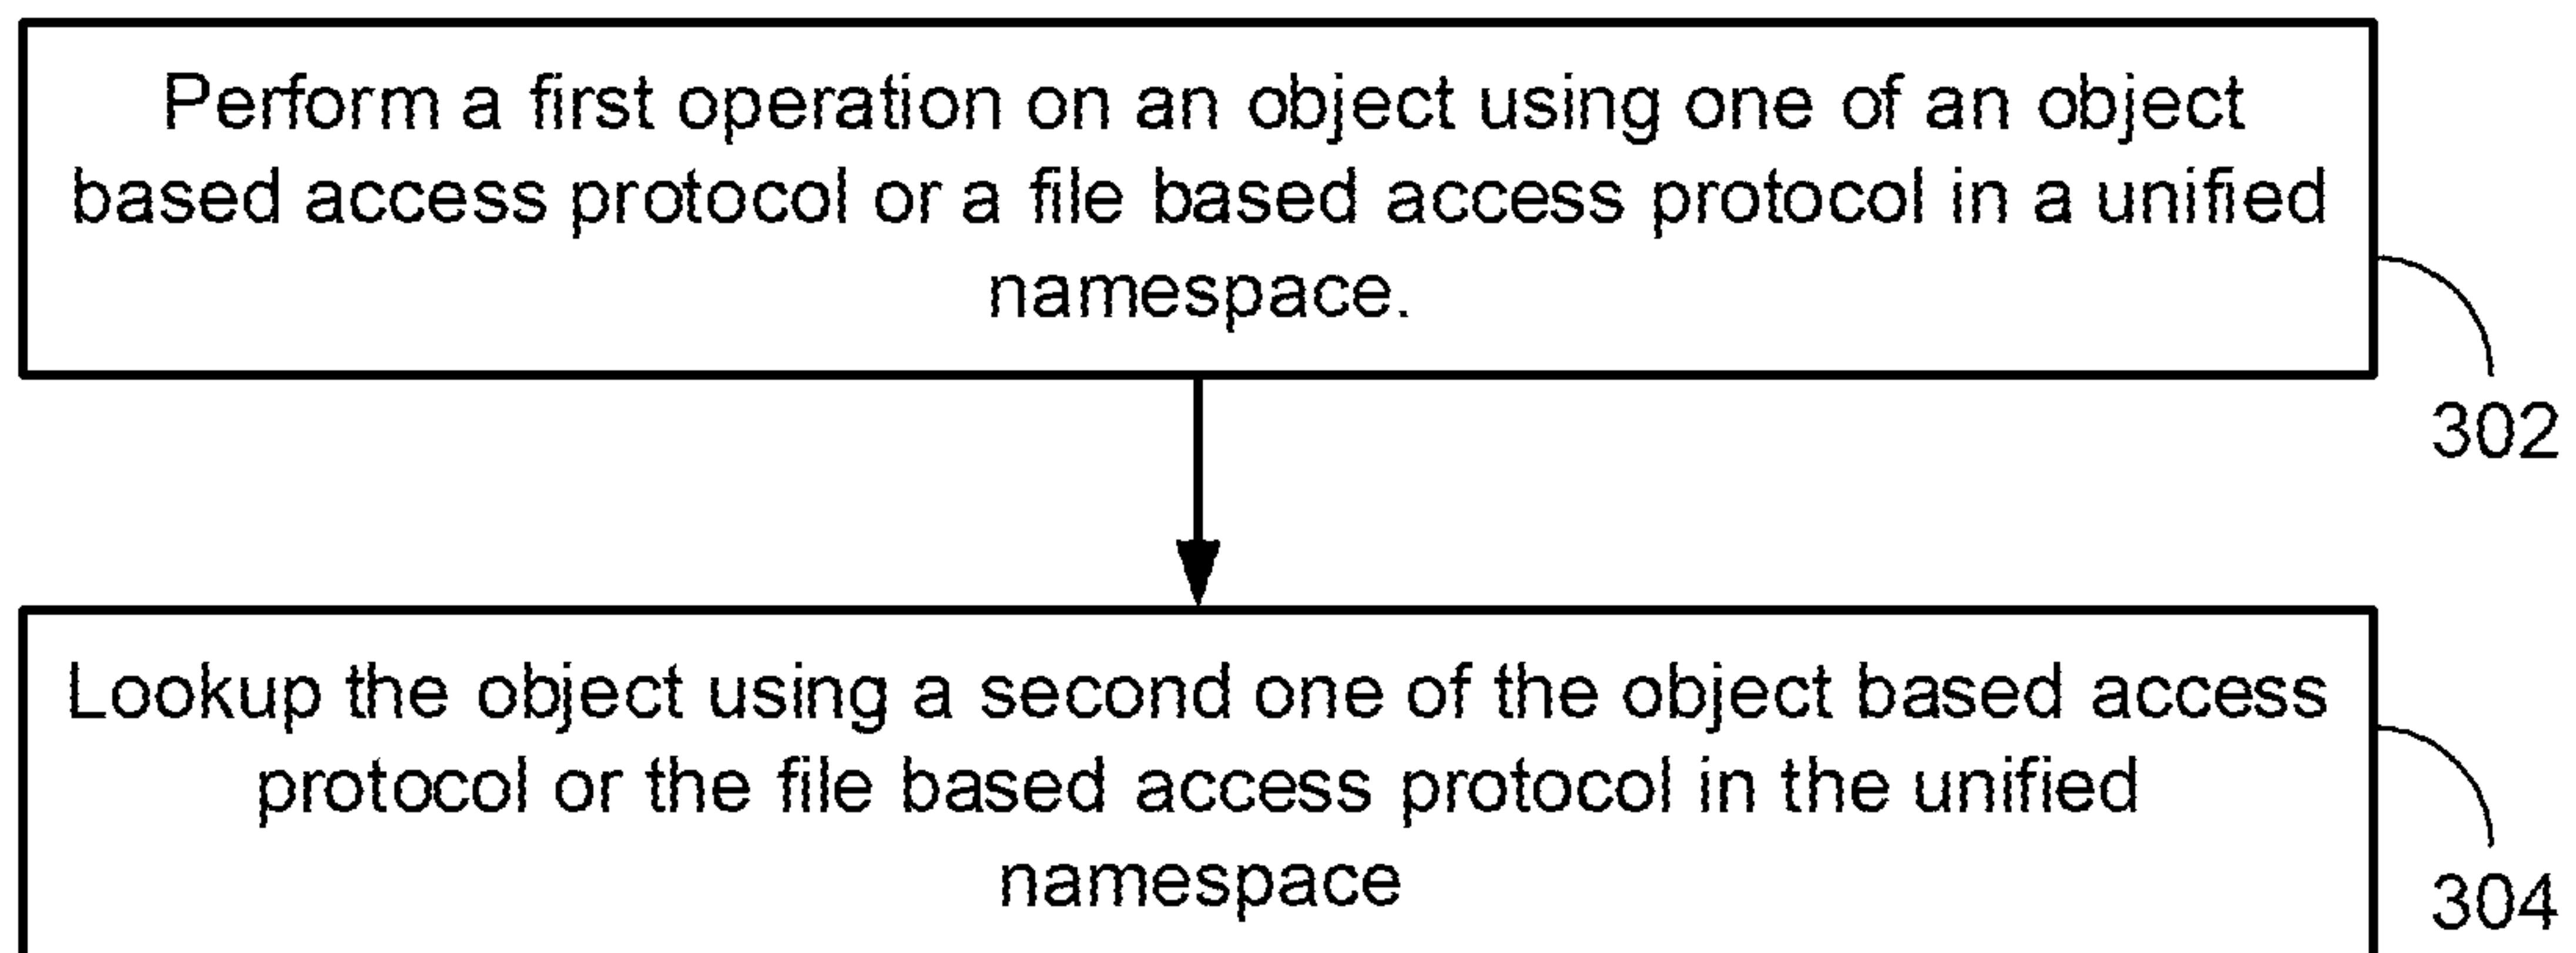 Perform a first operation on an object using one of an object
based access protocol or a file based access protocol in a unified
namespace.
302
Lookup the object using a second one of the object based access
protocol or the file based access protocol in the unified
namespace
304